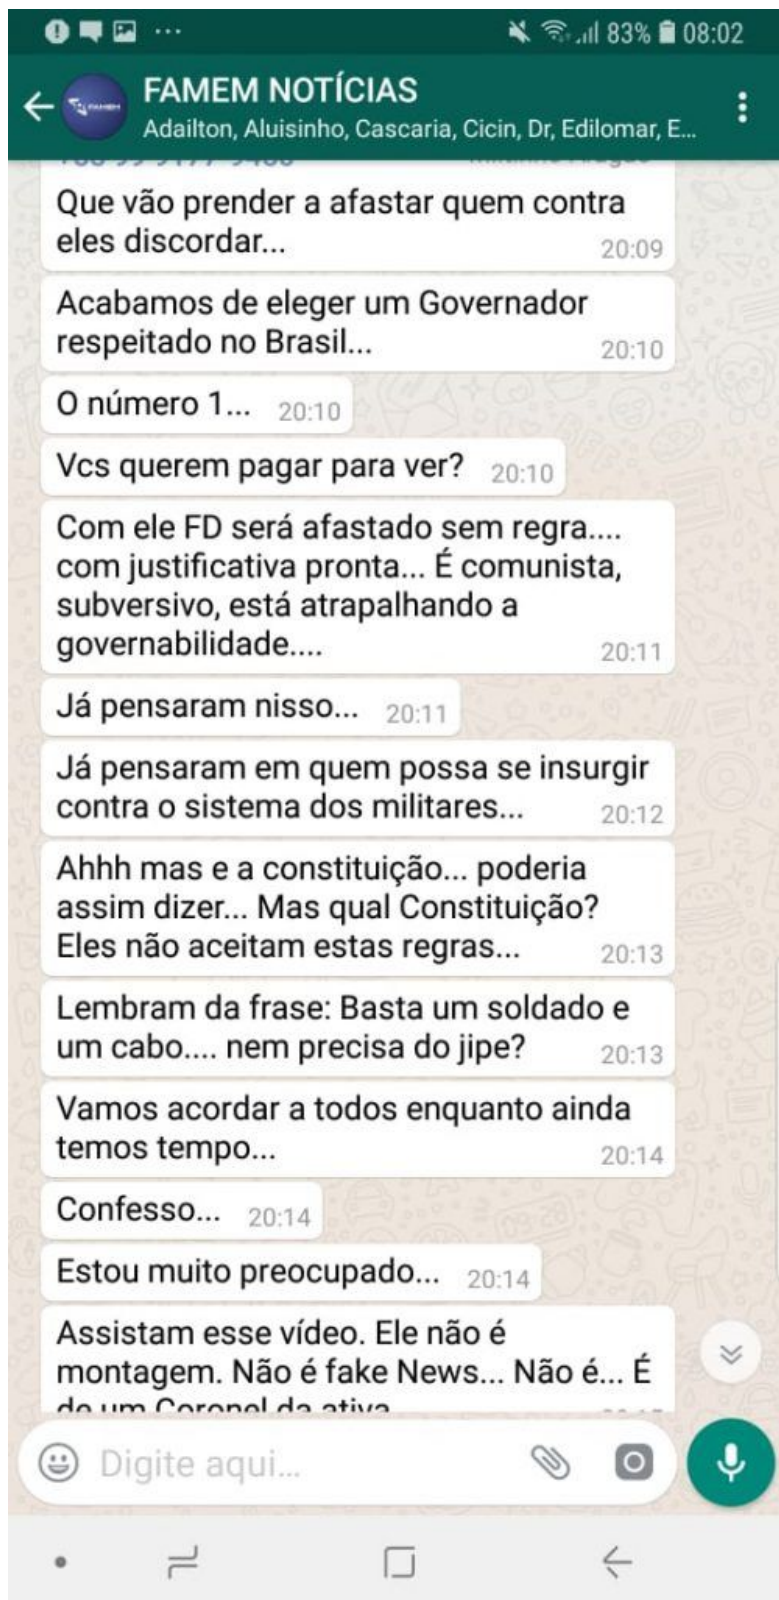 83% 08:02
FAMEM NOTÍCIAS
Adailton, Aluisinho, Cascaria, Cicin, Dr, Edilomar, E...
Que vão prender a afastar quem contra
eles discordar...
20:09
Acabamos de eleger um Governador
respeitado no Brasil...
20:10
O número 1... 20:10
Vcs querem pagar para ver? 20:10
Com ele FD será afastado sem regra....
com justificativa pronta... É comunista,
subversivo, está atrapalhando a
governabilidade....
20:11
Já pensaram nisso... 20:11
Já pensaram em quem possa se insurgir
contra o sistema dos militares...
20:12
Ahhh mas e a constituição... poderia
assim dizer... Mas qual Constituição?
Eles não aceitam estas regras...
20:13
Lembram da frase: Basta um soldado e
um cabo.... nem precisa do jipe?
20:13
Vamos acordar a todos enquanto ainda
temos tempo...
20:14
Confesso... 20:14
Estou muito preocupado... 20:14
Assistam esse vídeo. Ele não é
montagem. Não é fake News... Não é... É
de um Coronel da ativa
Digite aqui...